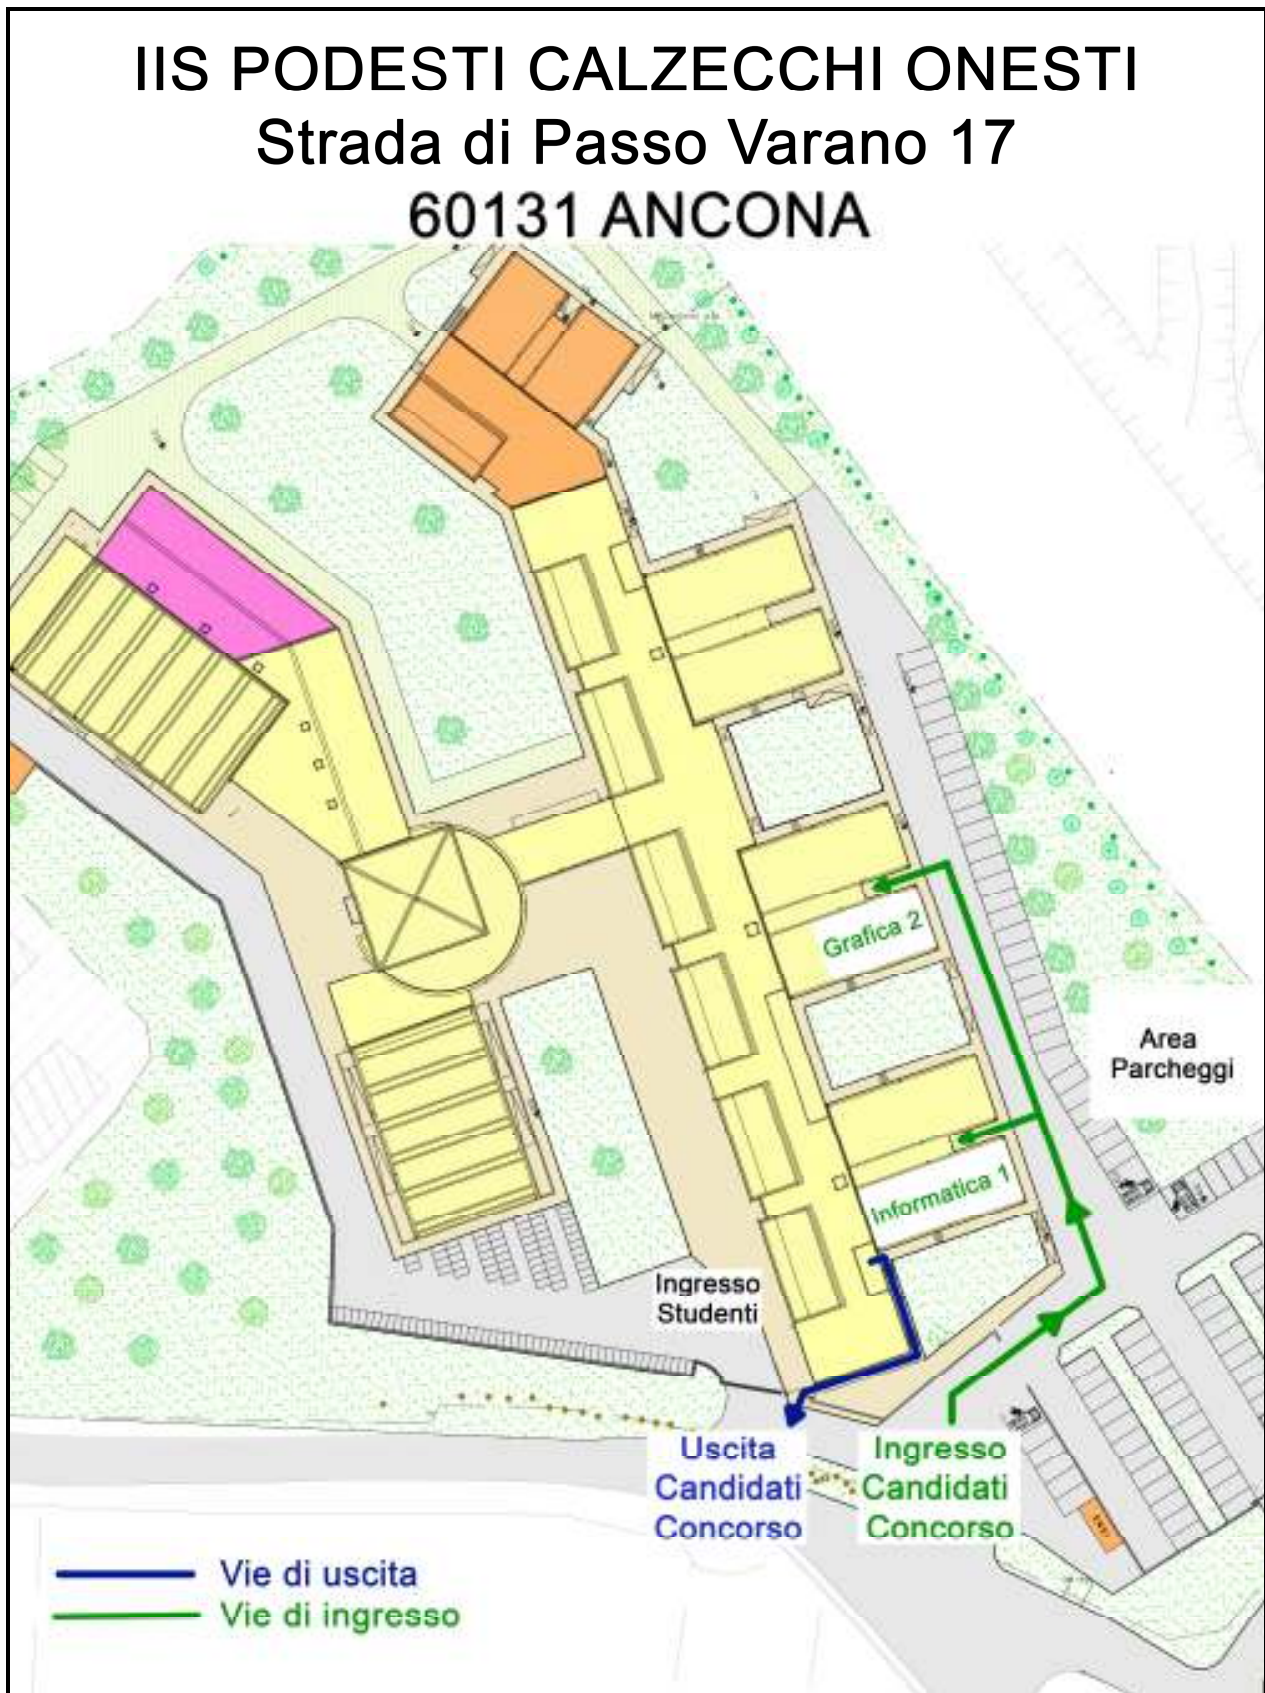 IIS PODESTI CALZECCHI ONESTI
Strada di Passo Varano 17
60131 ANCONA
Grafica 2
Area
Parcheggi
Informatica 1
Ingresso
Studenti
Uscita
Candidati
Concorso
Ingresso
Candidati
Concorso
Vie di uscita
Vie di ingresso